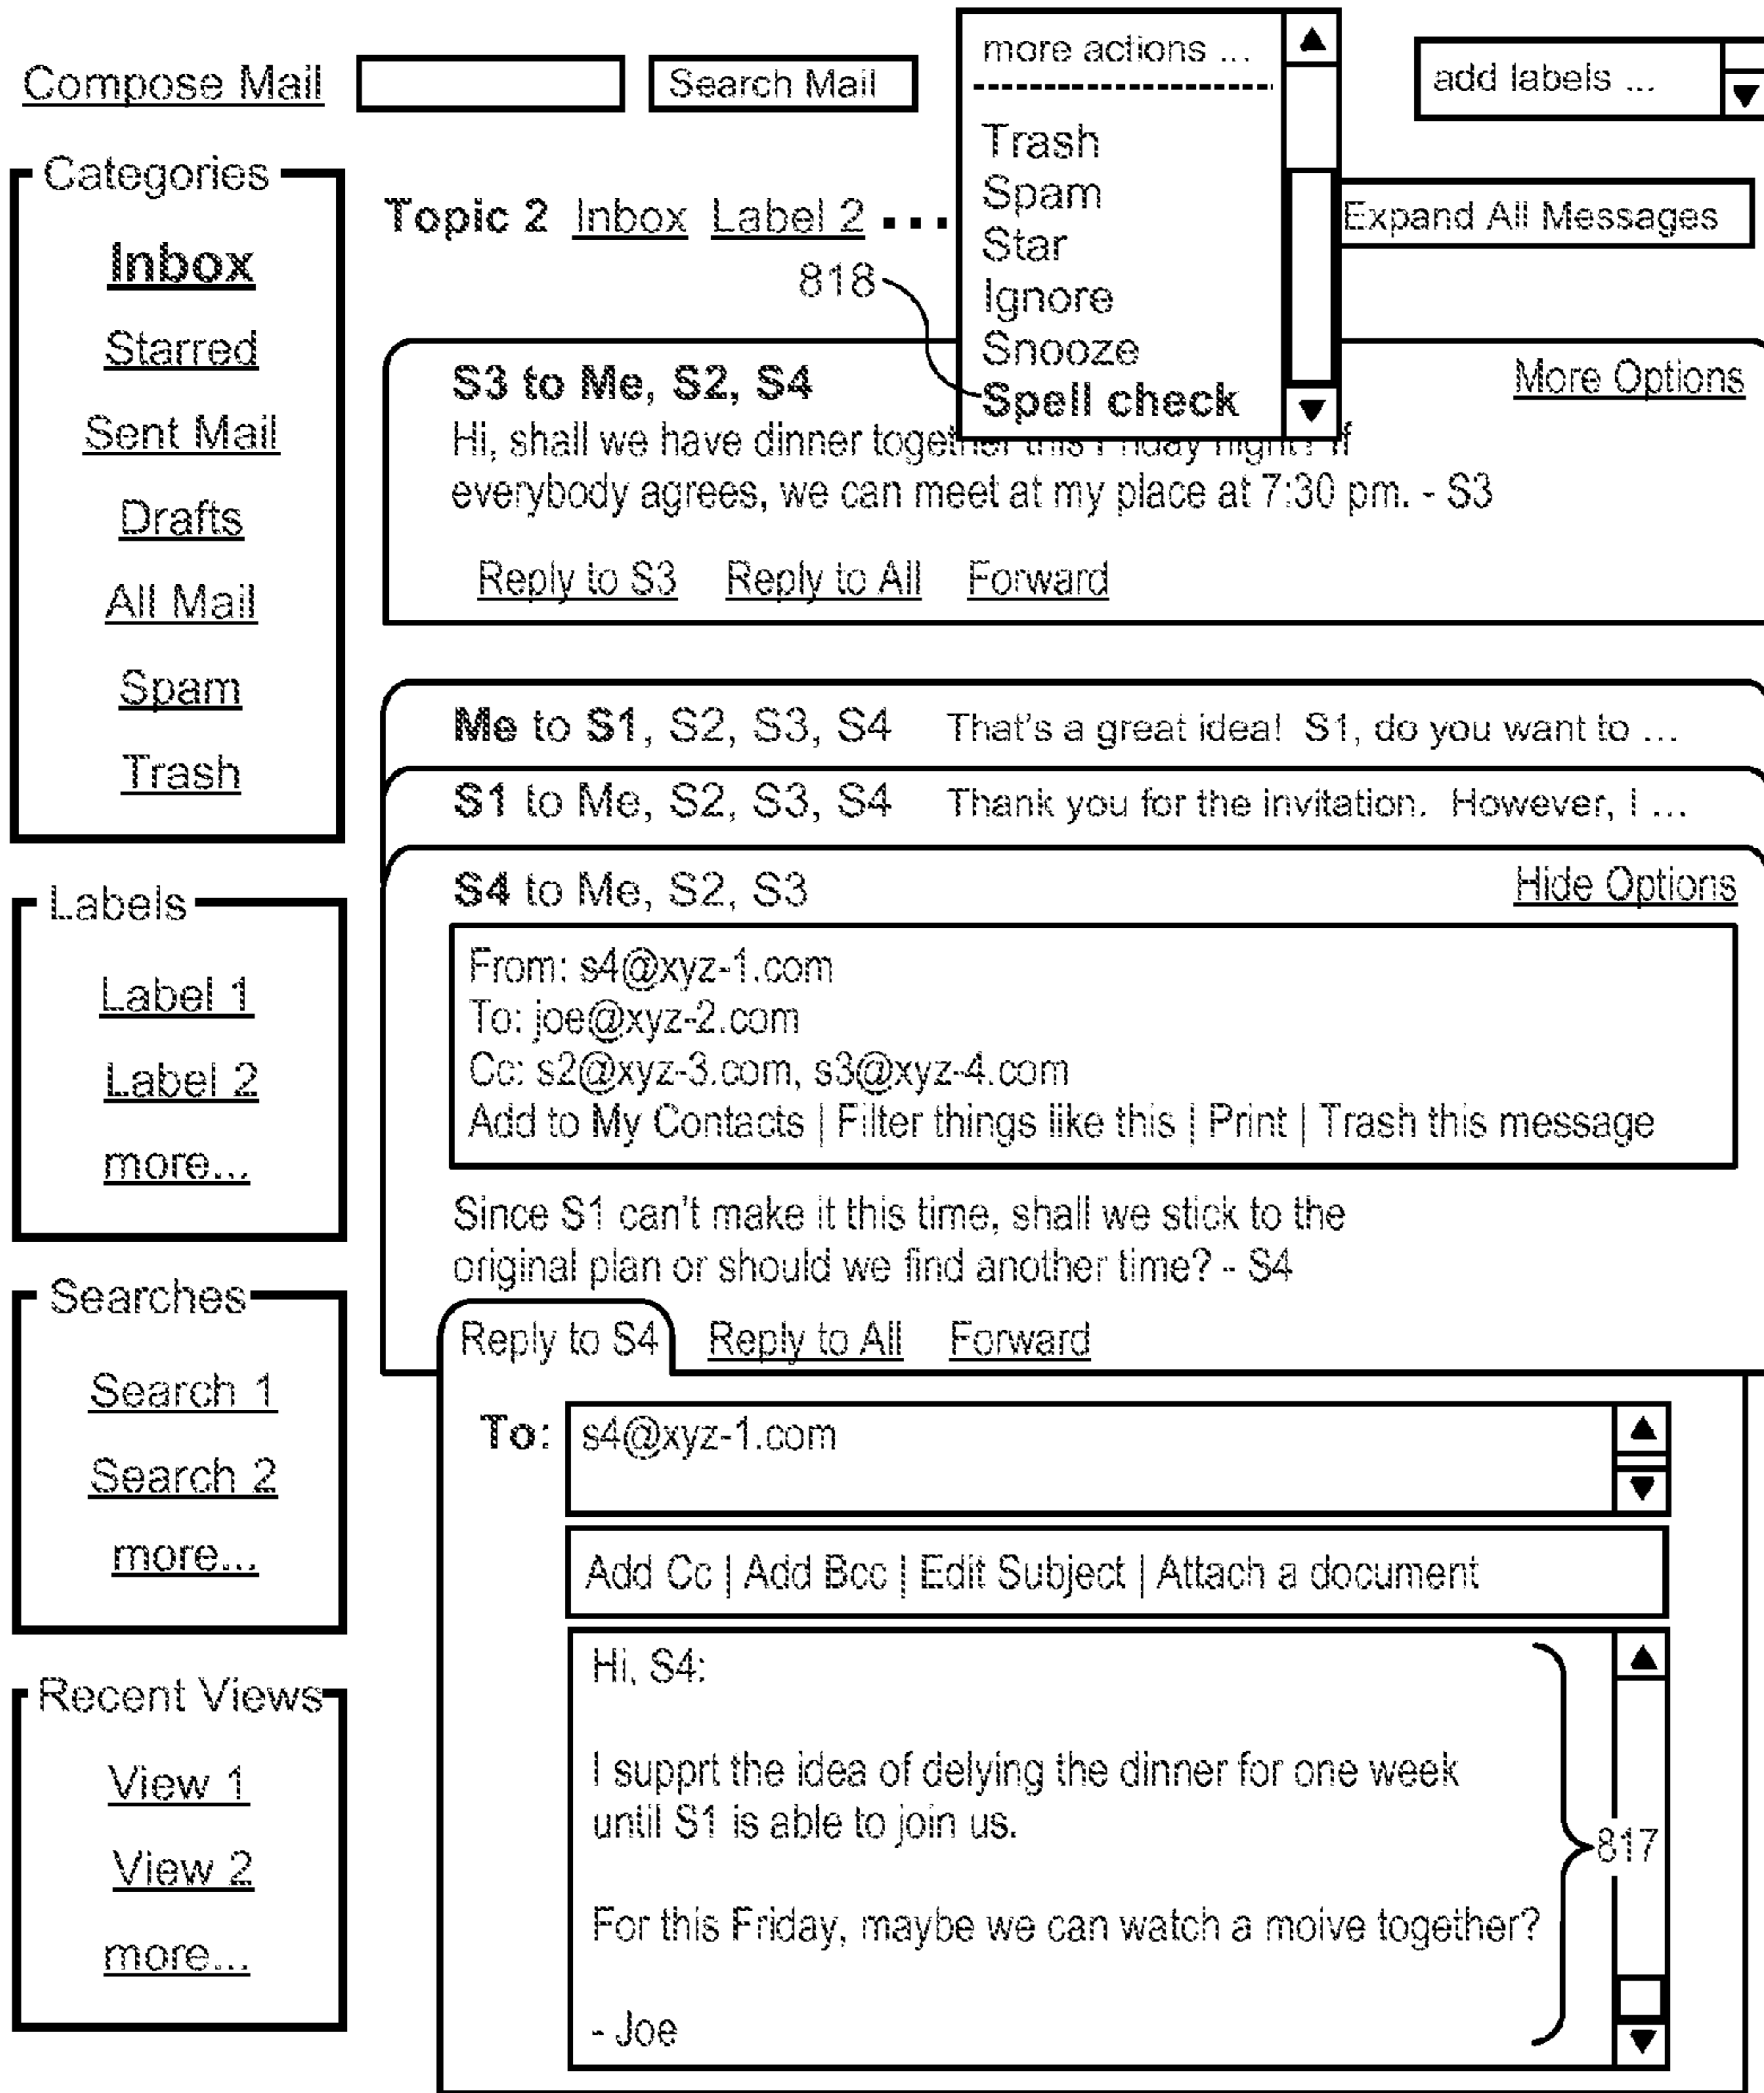 Compose Mail
Search Mail
more actions ...
Trash
Spam
Star
Ignore
Snooze
Spell check
add labels ...
Categories
Inbox
Starred
Sent Mail
Drafts
All Mail
Spam
Trash
Labels
Label 1
Label 2
more...
Searches
Search 1
Search 2
more...
Recent Views
View 1
View 2
more...
Topic 2 Inbox Label 2 ...
Expand All Messages
818
S3 to Me, S2, S4
More Options
Hi, shall we have dinner together this Friday night? If
everybody agrees, we can meet at my place at 7:30 pm. - S3
Reply to S3 Reply to All Forward
Me to S1, S2, S3, S4 That's a great idea! S1, do you want to ...
S1 to Me, S2, S3, S4 Thank you for the invitation. However, I ...
S4 to Me, S2, S3 Hide Options
From: s4@xyz-1.com
To: joe@xyz-2.com
Cc: s2@xyz-3.com, s3@xyz-4.com
Add to My Contacts | Filter things like this | Print | Trash this message
Since S1 can't make it this time, shall we stick to the
original plan or should we find another time? - S4
Reply to S4 Reply to All Forward
To: s4@xyz-1.com
Add Cc | Add Bcc | Edit Subject | Attach a document
Hi, S4:
I supprt the idea of delying the dinner for one week
until S1 is able to join us.
817
For this Friday, maybe we can watch a moive together?
- Joe